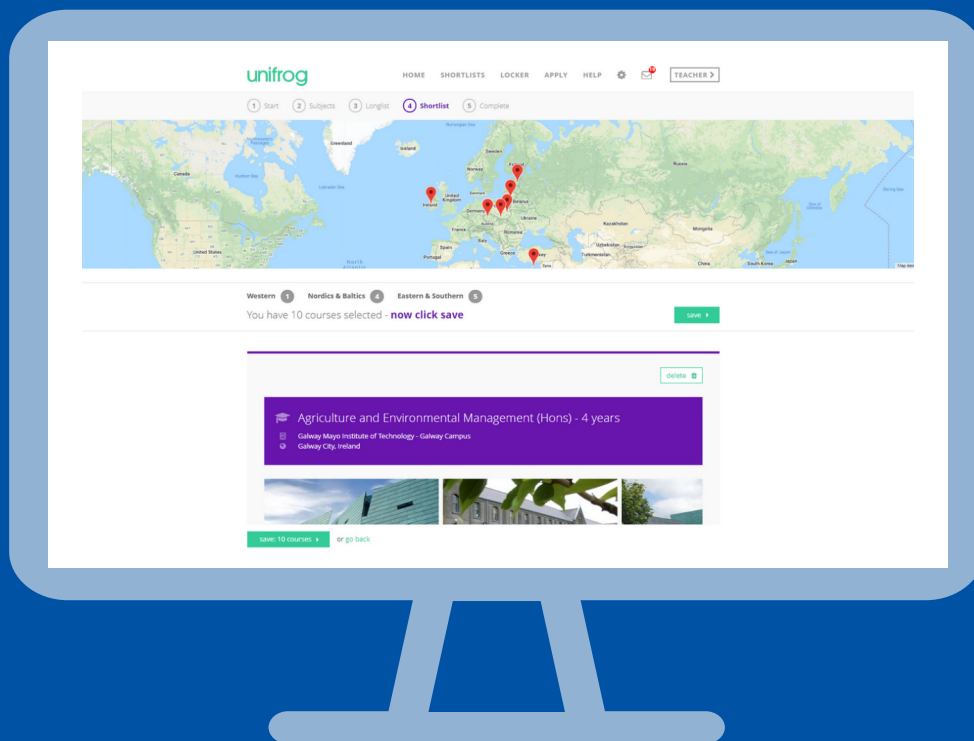 unifrog
HOME SHORTLISTS LOCKER APPLY HELP TEACHER >
1 Start 2 Subjects 3 Longlist 4 Shortlist 5 Complete
Norwegian Sea
Greenland
Iceland
Sweden
Norway
Russia
Canada
Hudson Bay
Labrador Sea
United Kingdom
Ireland
Belarus
Germany
Ukraine
France
Romania
Kazakhstan
Mongolia
Italy
Spain
Portugal
Greece
Uzbekistan
Turkmenistan
Syria
United States
North
China
South Korea
Japan
Bering Sea
Western 1 Nordics & Baltics 4 Eastern & Southern 5
You have 10 courses selected - now click save
save
delete
Agriculture and Environmental Management (Hons) - 4 years
Galway Mayo Institute of Technology - Galway Campus
Galway City, Ireland
save: 10 courses or go back